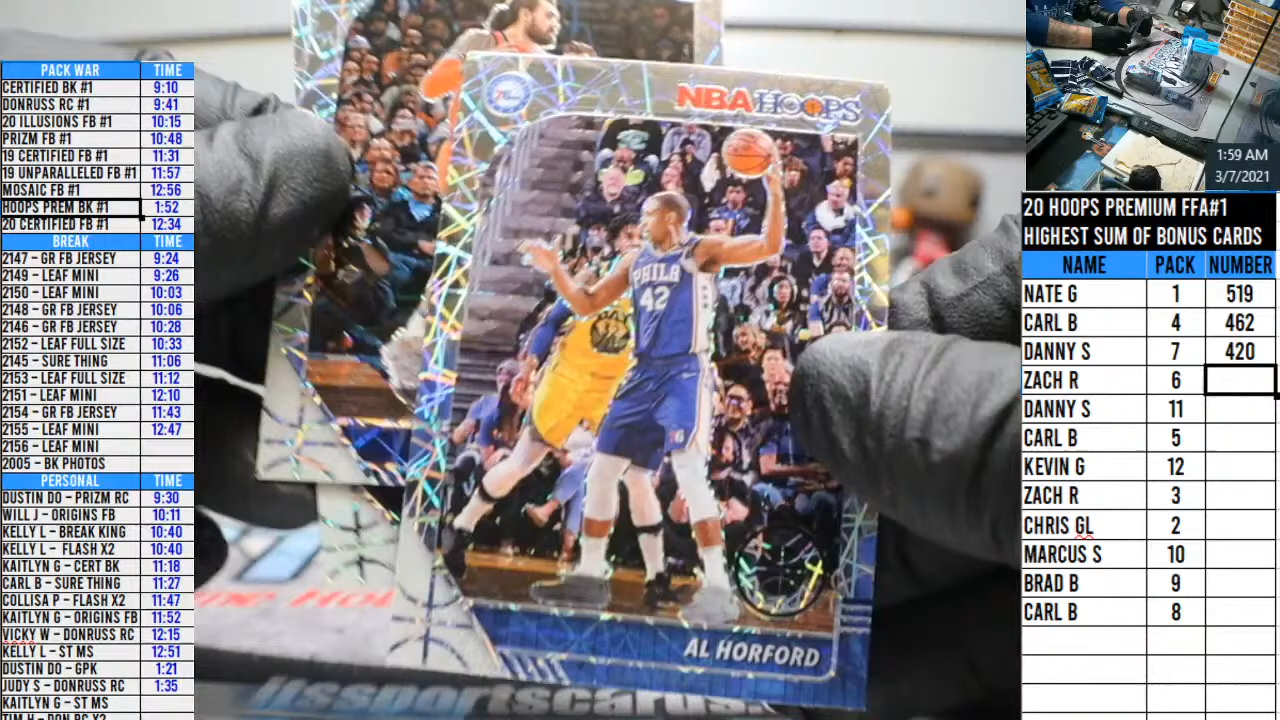 PACK WAR TIME
CERTIFIED BK #1 9:10
DONRUSS RC #1 9:41
20 ILLUSIONS FB #1 10:15
PRIZM FB #1 10:48
19 CERTIFIED FB #1 11:31
19 UNPARALLELED FB #1 11:57
MOSAIC FB #1 12:56
HOOPS PREM BK #1 1:52
20 CERTIFIED FB #1 12:34
BREAK TIME
2147 - GR FB JERSEY 9:24
2149 - LEAF MINI 9:26
2150 - LEAF MINI 10:03
2148 - GR FB JERSEY 10:06
2146 - GR FB JERSEY 10:28
2152 - LEAF FULL SIZE 10:33
2145 - SURE THING 11:06
2153 - LEAF FULL SIZE 11:12
2151 - LEAF MINI 12:10
2154 - GR FB JERSEY 11:43
2155 - LEAF MINI 12:47
2156 - LEAF MINI
2005 - BK PHOTOS
PERSONAL TIME
DUSTIN DO - PRIZM RC 9:30
WILL J - ORIGINS FB 10:11
KELLY L - BREAK KING 10:40
KELLY L - FLASH X2 10:40
KAITLYN G - CERT BK 11:18
CARL B - SURE THING 11:27
COLLISA P - FLASH X2 11:47
KAITLYN G - ORIGINS FB 11:52
VICKY W - DONRUSS RC 12:15
KELLY L - ST MS 12:51
DUSTIN DO - GPK 1:21
JUDY S - DONRUSS RC 1:35
KAITLYN G - ST MS
TIM H - DON RC X2
76ERS
NBA HOOPS
PHILA
42
AL HORFORD
1:59 AM
3/7/2021
20 HOOPS PREMIUM FFA#1
HIGHEST SUM OF BONUS CARDS
NAME PACK NUMBER
NATE G 1 519
CARL B 4 462
DANNY S 7 420
ZACH R 6
DANNY S 11
CARL B 5
KEVIN G 12
ZACH R 3
CHRIS GL 2
MARCUS S 10
BRAD B 9
CARL B 8